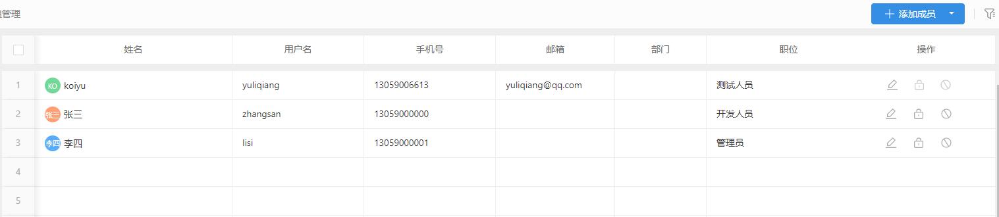 管理
添加成员
姓名 用户名 手机号 邮箱 部门 职位 操作
1 KO koiyu yuliqiang 13059006613 yuliqiang@qq.com 测试人员
2 张三 张三 zhangsan 13059000000 开发人员
3 李四 李四 lisi 13059000001 管理员
4
5